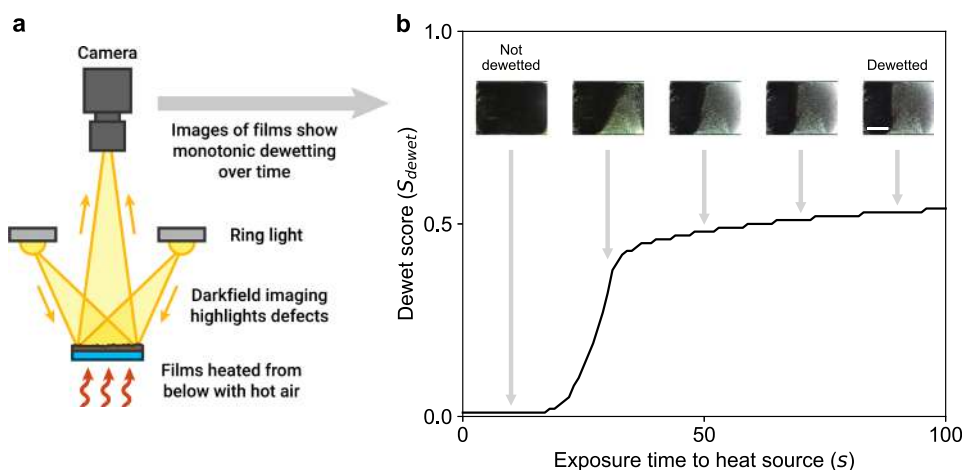 a
Camera
Images of films show
monotonic dewetting
over time
Ring light
Darkfield imaging
highlights defects
Films heated from
below with hot air
b
Dewet score (S_dewet)
1.0
0.5
0.0
Not
dewetted
Dewetted
0
50
100
Exposure time to heat source (s)